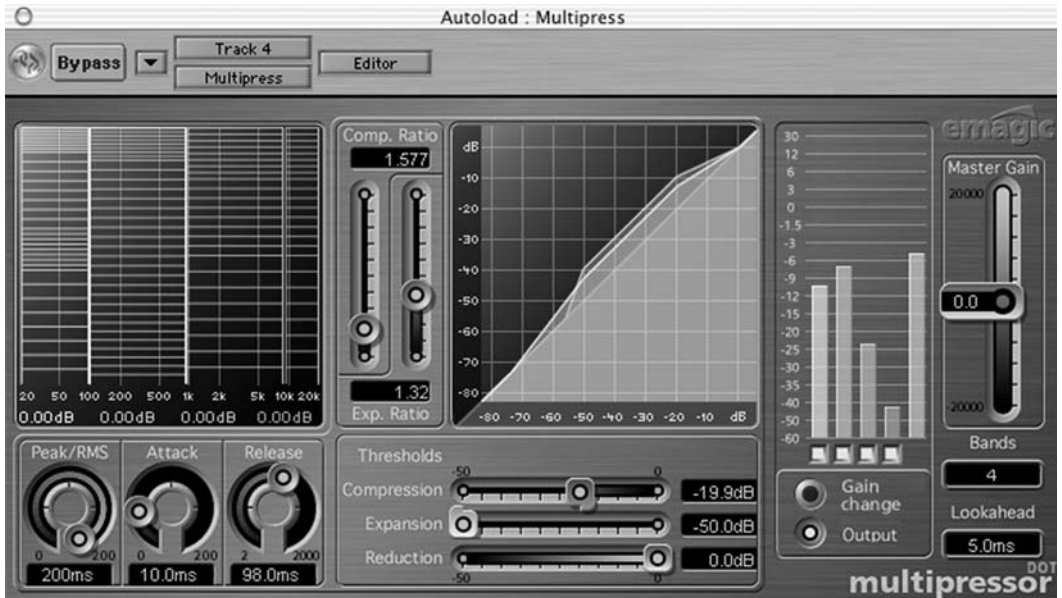 Autoload : Multipress
Bypass
Track 4
Multipress
Editor
20 50 100 200 500 1k 2k 5k 10k 20k
0.00dB 0.00dB 0.00dB 0.00dB
Comp. Ratio
1.577
1.32
Exp. Ratio
dB
-10
-20
-30
-40
-50
-60
-70
-80
-80 -70 -60 -50 -40 -30 -20 -10 dB
30
12
6
3
0
-1.5
-3
-6
-9
-12
-15
-20
-25
-30
-35
-40
-50
-60
emagic
Master Gain
20000
0.0
-20000
Bands
4
Lookahead
5.0ms
Peak/RMS
0 200
200ms
Attack
0 200
10.0ms
Release
2 2000
98.0ms
Thresholds
-50 0
Compression -19.9dB
Expansion -50.0dB
Reduction 0.0dB
-50 0
Gain change
Output
multipressor DOT